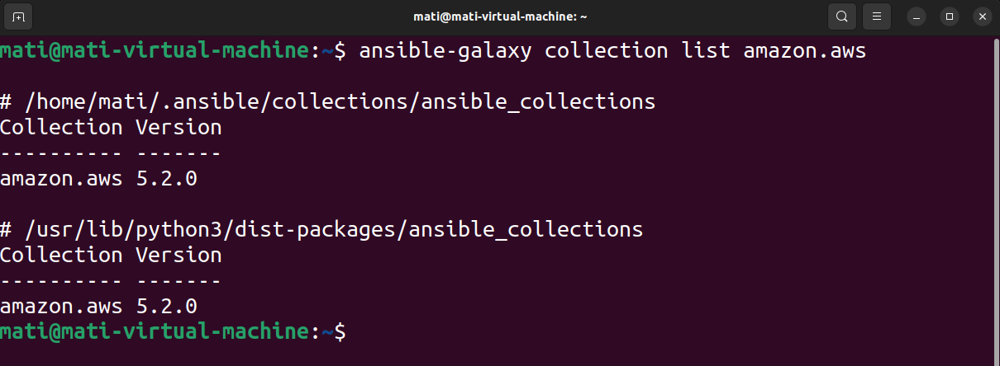 mati@mati-virtual-machine: ~
mati@mati-virtual-machine:~$ ansible-galaxy collection list amazon.aws
# /home/mati/.ansible/collections/ansible_collections
Collection Version
---------- -------
amazon.aws 5.2.0
# /usr/lib/python3/dist-packages/ansible_collections
Collection Version
---------- -------
amazon.aws 5.2.0
mati@mati-virtual-machine:~$